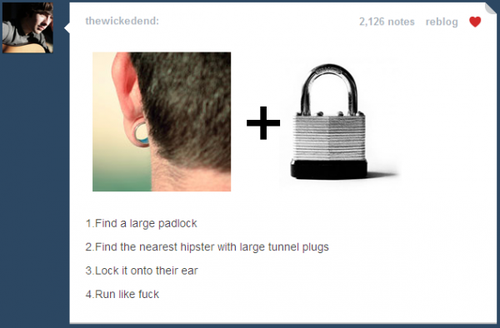 thewickedend: 2,126 notes reblog
+
1.Find a large padlock
2.Find the nearest hipster with large tunnel plugs
3.Lock it onto their ear
4.Run like fuck